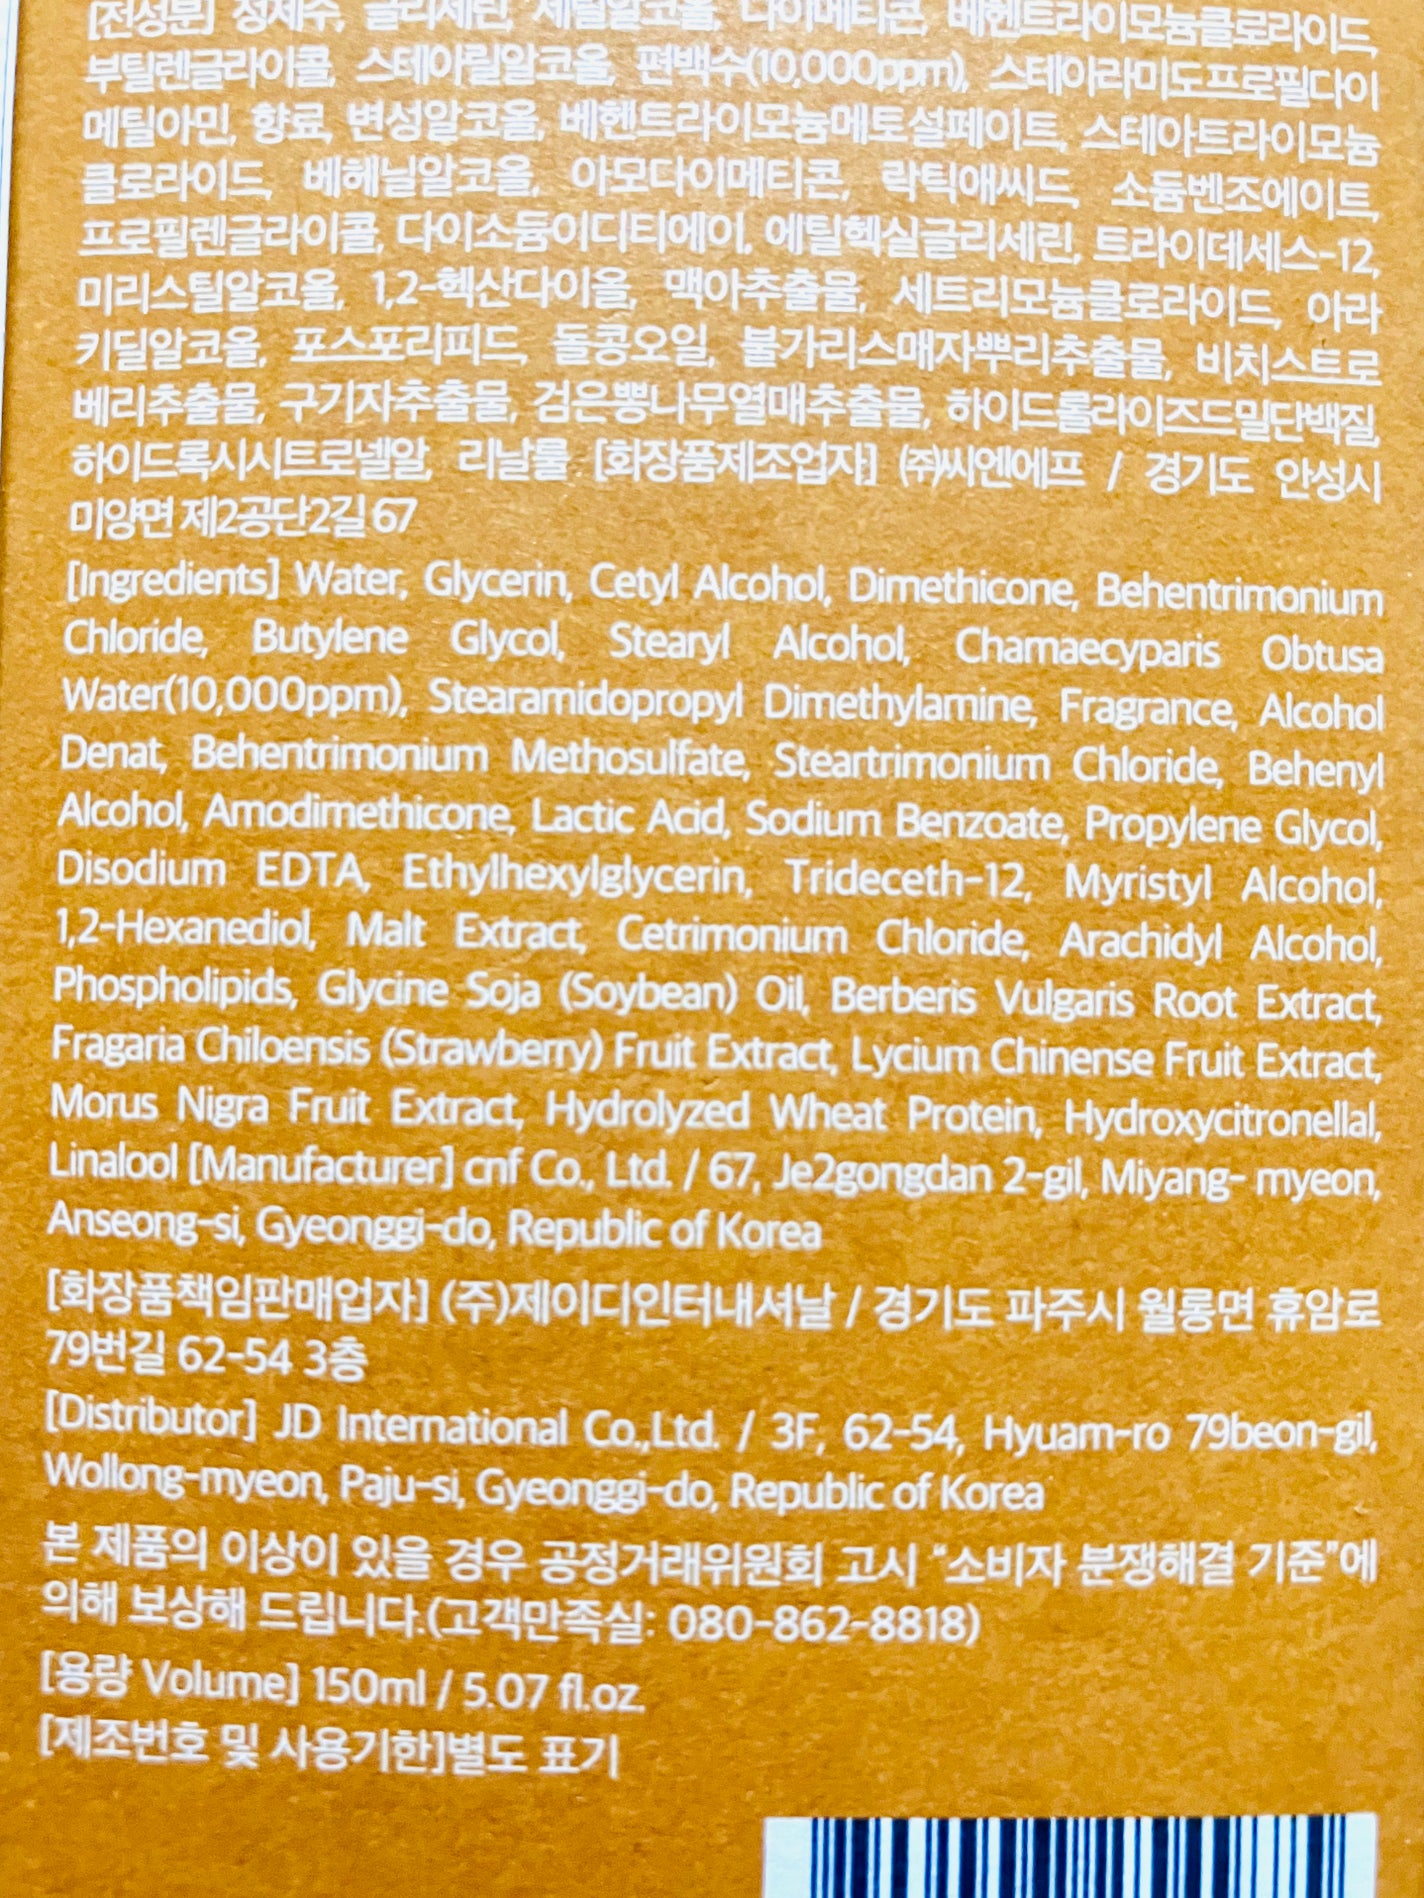 [전성분] 정제수, 글리세린, 세틸알코올, 다이메티콘, 베헨트라이모늄클로라이드,
부틸렌글라이콜, 스테아릴알코올, 편백수(10,000ppm), 스테아라미도프로필다이
메틸아민, 향료, 변성알코올, 베헨트라이모늄메토설페이트, 스테아트라이모늄
클로라이드, 베헤닐알코올, 아모다이메티콘, 락틱애씨드, 소듐벤조에이트,
프로필렌글라이콜, 다이소듐이디티에이, 에틸헥실글리세린, 트라이데세스-12,
미리스틸알코올, 1,2-헥산다이올, 맥아추출물, 세트리모늄클로라이드, 아라
키딜알코올, 포스포리피드, 돌콩오일, 불가리스매자뿌리추출물, 비치스트로
베리추출물, 구기자추출물, 검은뽕나무열매추출물, 하이드롤라이즈드밀단백질,
하이드록시시트로넬알, 리날룰 [화장품제조업자] (주)씨엔에프 / 경기도 안성시
미양면 제2공단2길 67
[Ingredients] Water, Glycerin, Cetyl Alcohol, Dimethicone, Behentrimonium
Chloride, Butylene Glycol, Stearyl Alcohol, Chamaecyparis Obtusa
Water(10,000ppm), Stearamidopropyl Dimethylamine, Fragrance, Alcohol
Denat, Behentrimonium Methosulfate, Steartrimonium Chloride, Behenyl
Alcohol, Amodimethicone, Lactic Acid, Sodium Benzoate, Propylene Glycol,
Disodium EDTA, Ethylhexylglycerin, Trideceth-12, Myristyl Alcohol,
1,2-Hexanediol, Malt Extract, Cetrimonium Chloride, Arachidyl Alcohol,
Phospholipids, Glycine Soja (Soybean) Oil, Berberis Vulgaris Root Extract,
Fragaria Chiloensis (Strawberry) Fruit Extract, Lycium Chinense Fruit Extract,
Morus Nigra Fruit Extract, Hydrolyzed Wheat Protein, Hydroxycitronellal,
Linalool [Manufacturer] cnf Co., Ltd. / 67, Je2gongdan 2-gil, Miyang- myeon,
Anseong-si, Gyeonggi-do, Republic of Korea
[화장품책임판매업자] (주)제이디인터내셔날 / 경기도 파주시 월롱면 휴암로
79번길 62-54 3층
[Distributor] JD International Co.,Ltd. / 3F, 62-54, Hyuam-ro 79beon-gil,
Wollong-myeon, Paju-si, Gyeonggi-do, Republic of Korea
본 제품의 이상이 있을 경우 공정거래위원회 고시 "소비자 분쟁해결 기준"에
의해 보상해 드립니다.(고객만족실: 080-862-8818)
[용량 Volume] 150ml / 5.07 fl.oz.
[제조번호 및 사용기한]별도 표기